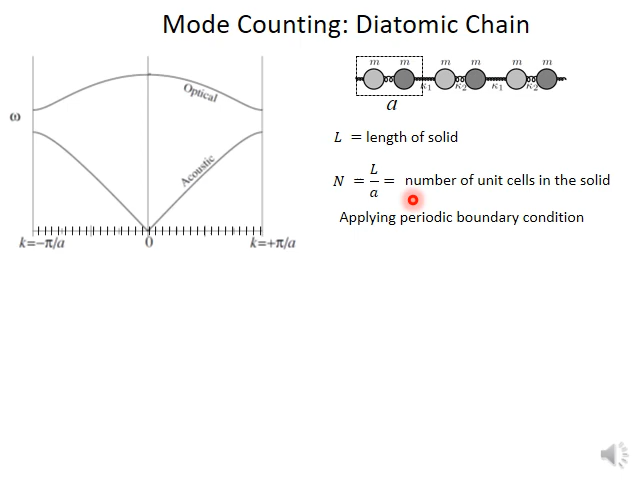 Mode Counting: Diatomic Chain
Optical
ω
Acoustic
k=−π/a
0
k=+π/a
m m m m m m
κ1 κ2 κ1 κ2
a
L = length of solid
N = L/a = number of unit cells in the solid
Applying periodic boundary condition